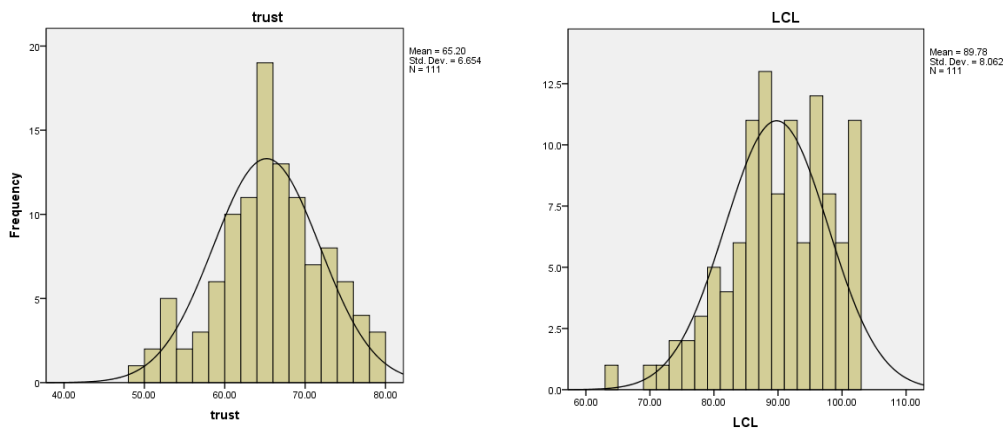 trust
Mean = 65.20
Std. Dev. = 6.654
N = 111
Frequency
20
15
10
5
0
40.00 50.00 60.00 70.00 80.00
trust
LCL
Mean = 89.78
Std. Dev. = 8.062
N = 111
12.5
10.0
7.5
5.0
2.5
0.0
60.00 70.00 80.00 90.00 100.00 110.00
LCL